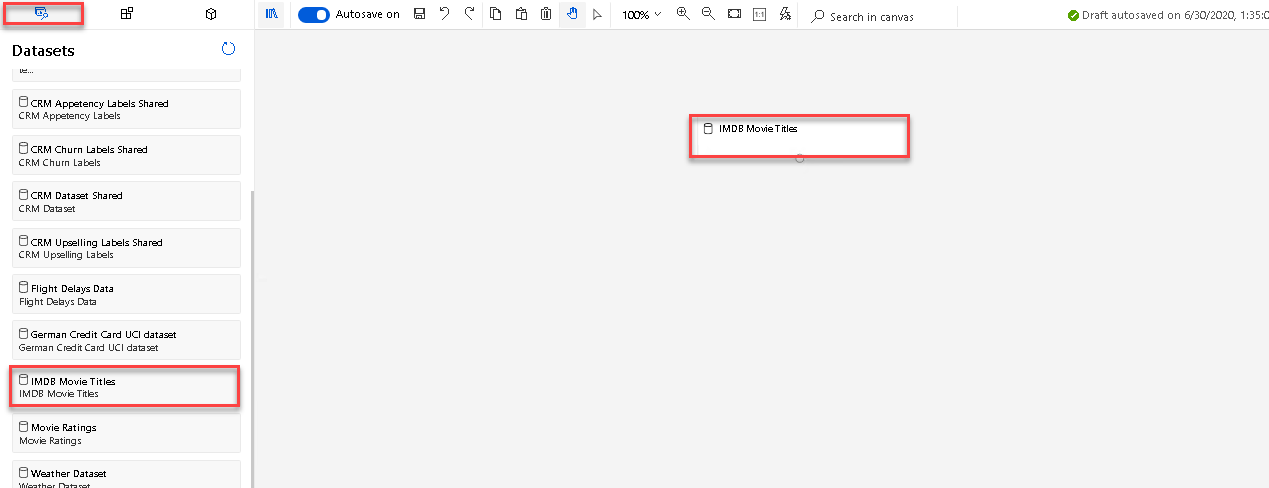 Autosave on
100%
1:1
Search in canvas
Draft autosaved on 6/30/2020, 1:35:0
Datasets
te...
CRM Appetency Labels Shared
CRM Appetency Labels
CRM Churn Labels Shared
CRM Churn Labels
CRM Dataset Shared
CRM Dataset
CRM Upselling Labels Shared
CRM Upselling Labels
Flight Delays Data
Flight Delays Data
German Credit Card UCI dataset
German Credit Card UCI dataset
IMDB Movie Titles
IMDB Movie Titles
Movie Ratings
Movie Ratings
Weather Dataset
Weather Dataset
IMDB Movie Titles